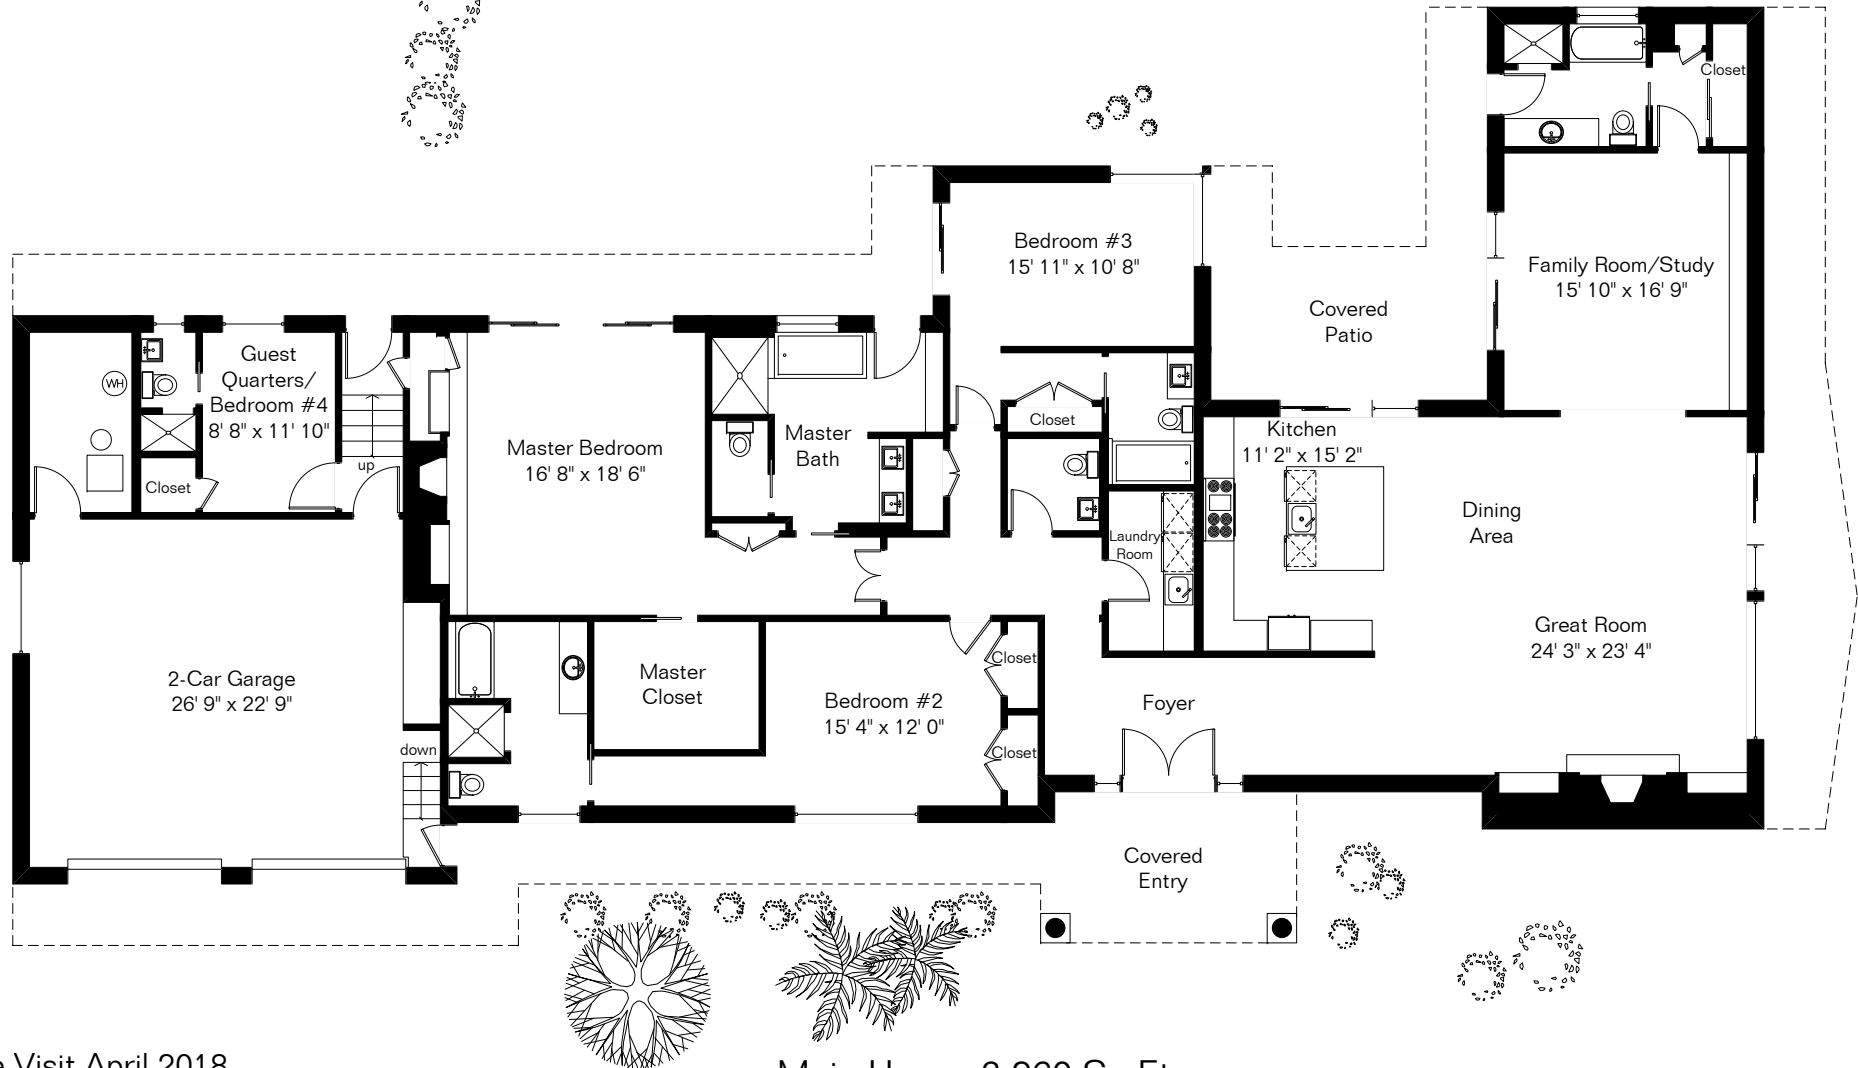 Closet
Bedroom #3
15' 11" x 10' 8"
Family Room/Study
15' 10" x 16' 9"
Covered
Patio
Guest
Quarters/
Bedroom #4
8' 8" x 11' 10"
WH
up
Closet
Master Bedroom
16' 8" x 18' 6"
Master
Bath
Closet
Kitchen
11' 2" x 15' 2"
Laundry
Room
Dining
Area
Great Room
24' 3" x 23' 4"
2-Car Garage
26' 9" x 22' 9"
down
Master
Closet
Bedroom #2
15' 4" x 12' 0"
Closet
Closet
Foyer
Covered
Entry
Visit April 2018